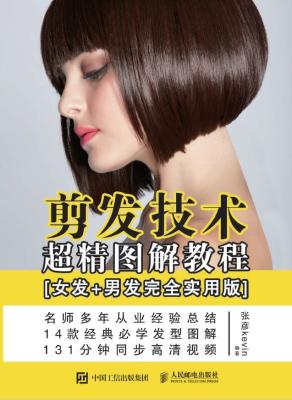 剪发技术
超精图解教程
[女发+男发完全实用版]
名师多年从业经验总结
14款经典必学发型图解
131分钟同步高清视频
张彦kevin
编著
中国工信出版集团
人民邮电出版社
POSTS & TELECOM PRESS